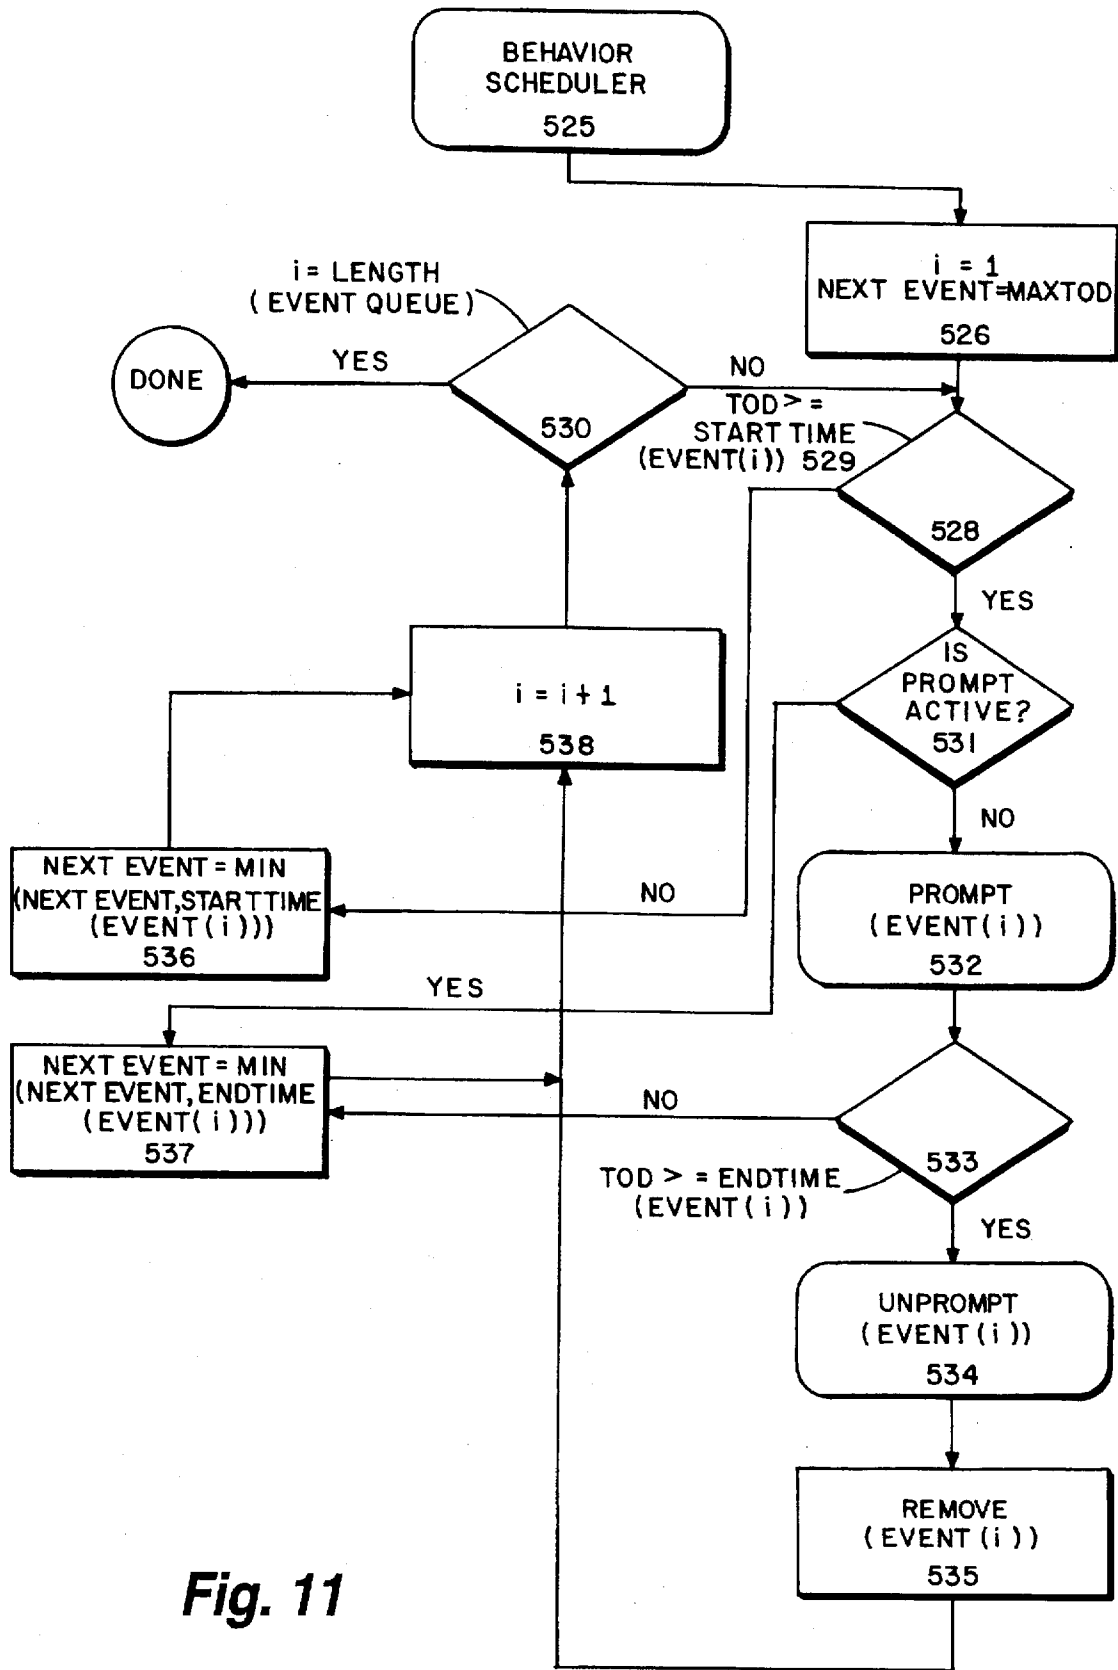 BEHAVIOR
SCHEDULER
525
i = 1
NEXT EVENT=MAXTOD
526
i = LENGTH
(EVENT QUEUE)
DONE
YES
530
NO
TOD > =
START TIME
(EVENT(i)) 529
528
YES
IS
PROMPT
ACTIVE?
531
i = i + 1
538
NO
NEXT EVENT = MIN
(NEXT EVENT,STARTTIME
(EVENT(i)))
536
NO
PROMPT
(EVENT(i))
532
YES
NEXT EVENT = MIN
(NEXT EVENT,ENDTIME
(EVENT(i)))
537
NO
533
TOD > = ENDTIME
(EVENT(i))
YES
UNPROMPT
(EVENT(i))
534
REMOVE
(EVENT(i))
535
Fig. 11